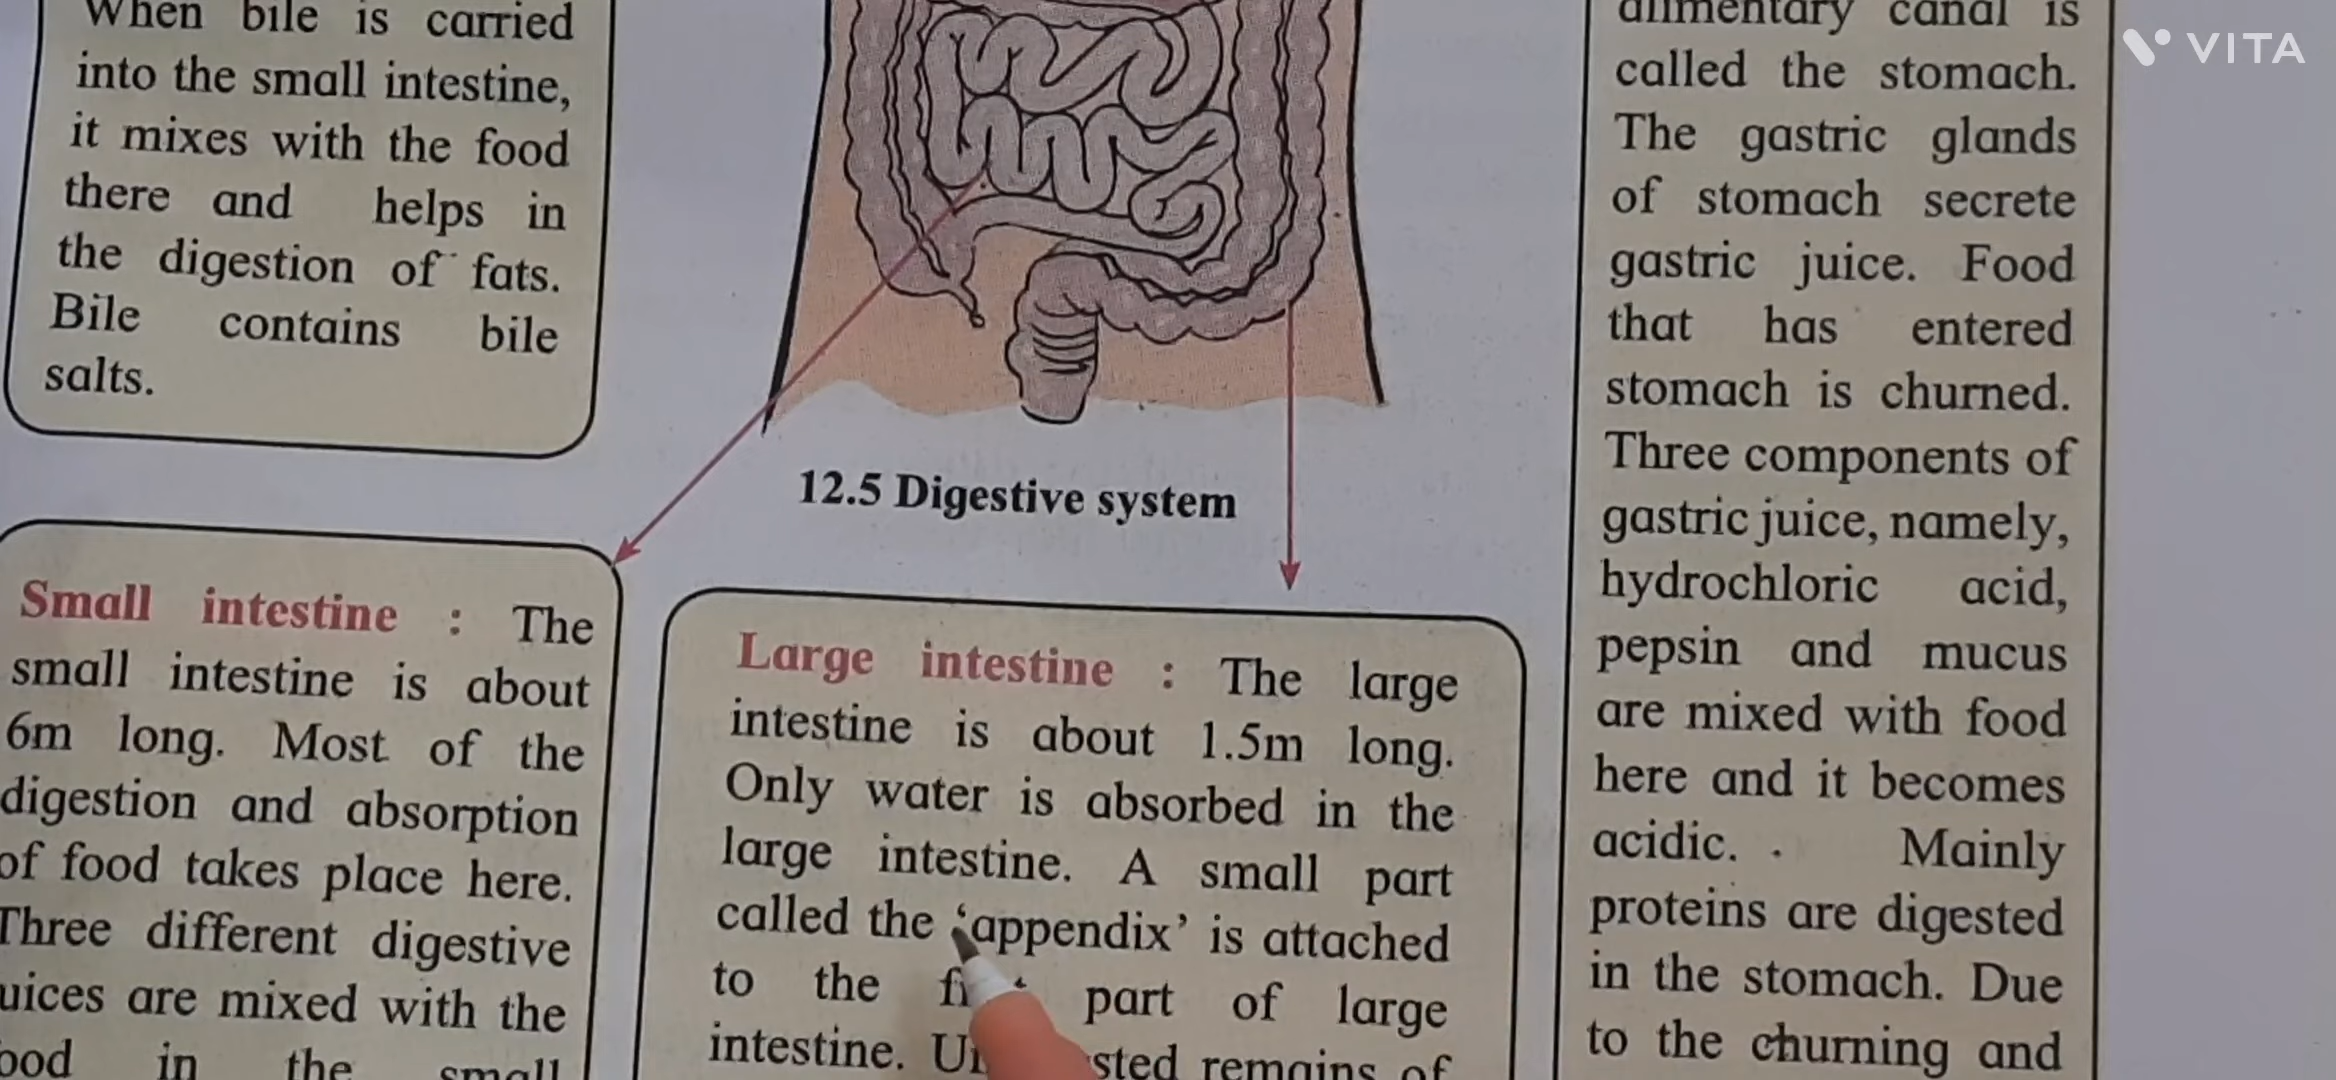 When bile is carried
into the small intestine,
it mixes with the food
there and helps in
the digestion of fats.
Bile contains bile
salts.
12.5 Digestive system
Small intestine : The
small intestine is about
6m long. Most of the
digestion and absorption
of food takes place here.
Three different digestive
uices are mixed with the
ood in the small
Large intestine : The large
intestine is about 1.5m long.
Only water is absorbed in the
large intestine. A small part
called the ‘appendix’ is attached
to the part of large
intestine. remains of
alimentary canal is
called the stomach.
The gastric glands
of stomach secrete
gastric juice. Food
that has entered
stomach is churned.
Three components of
gastric juice, namely,
hydrochloric acid,
pepsin and mucus
are mixed with food
here and it becomes
acidic. Mainly
proteins are digested
in the stomach. Due
to the churning and
VITA